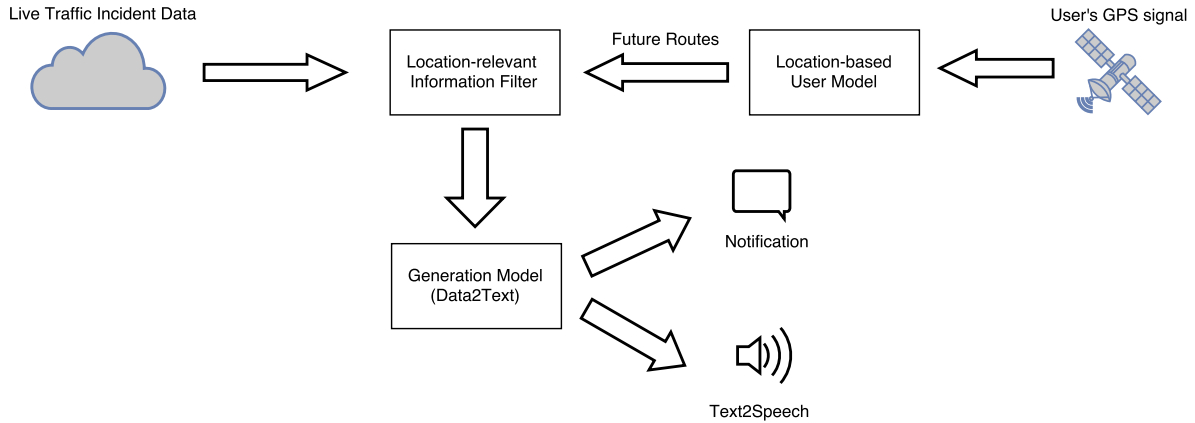 Live Traffic Incident Data
User's GPS signal
Future Routes
Location-relevant
Information Filter
Location-based
User Model
Notification
Generation Model
(Data2Text)
Text2Speech